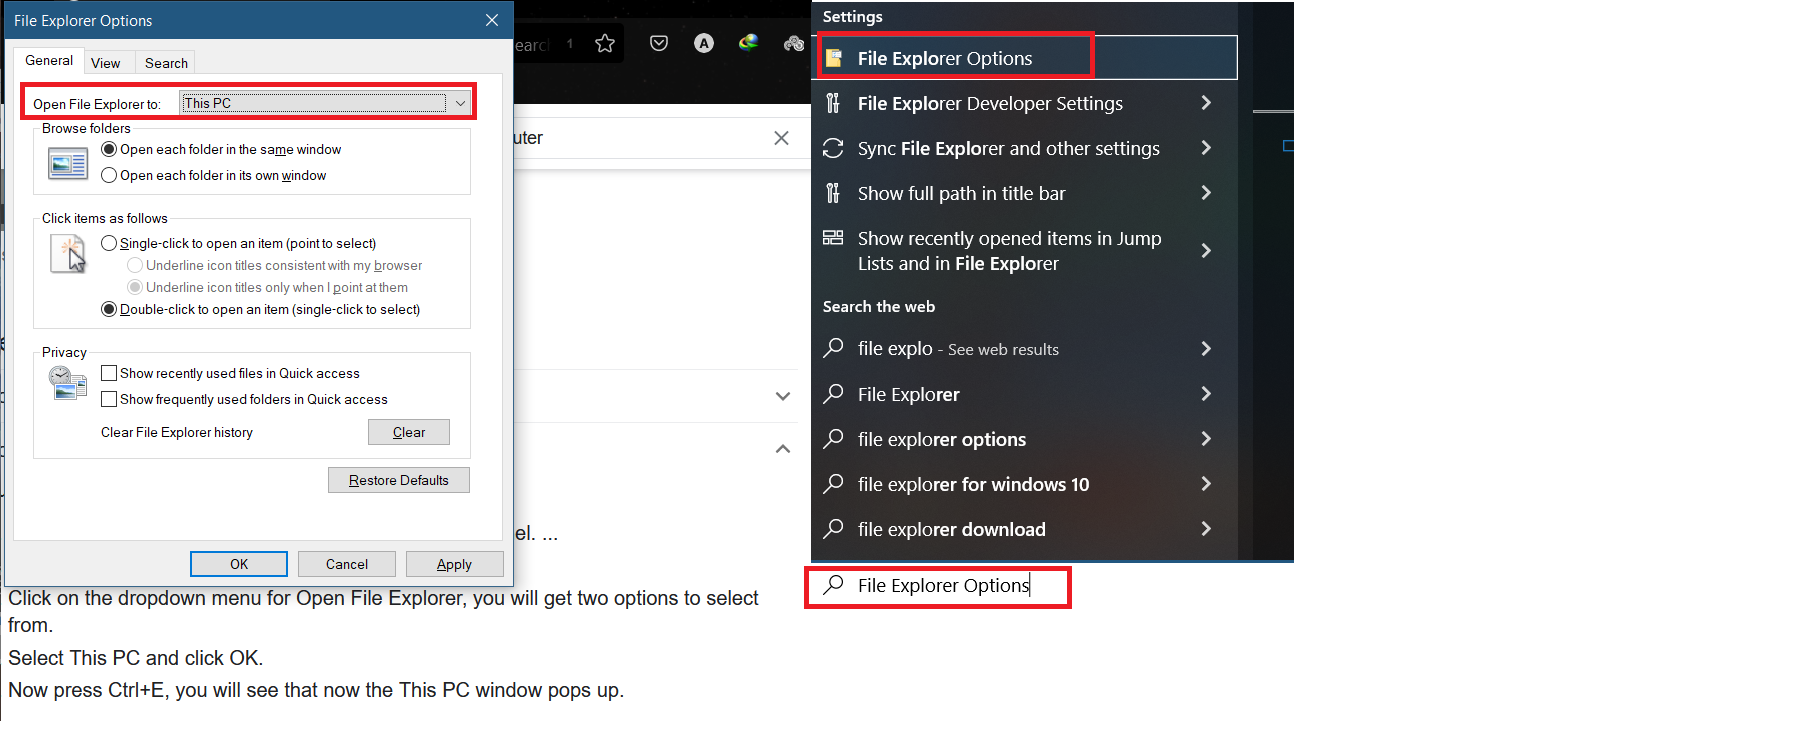 File Explorer Options
General
View
Search
Open File Explorer to:
This PC
Browse folders
Open each folder in the same window
Open each folder in its own window
Click items as follows
Single-click to open an item (point to select)
Underline icon titles consistent with my browser
Underline icon titles only when I point at them
Double-click to open an item (single-click to select)
Privacy
Show recently used files in Quick access
Show frequently used folders in Quick access
Clear File Explorer history
Clear
Restore Defaults
OK
Cancel
Apply
earch
1
A
uter
el. ...
Click on the dropdown menu for Open File Explorer, you will get two options to select
from.
Select This PC and click OK.
Now press Ctrl+E, you will see that now the This PC window pops up.
Settings
File Explorer Options
File Explorer Developer Settings
Sync File Explorer and other settings
Show full path in title bar
Show recently opened items in Jump
Lists and in File Explorer
Search the web
file explo - See web results
File Explorer
file explorer options
file explorer for windows 10
file explorer download
File Explorer Options